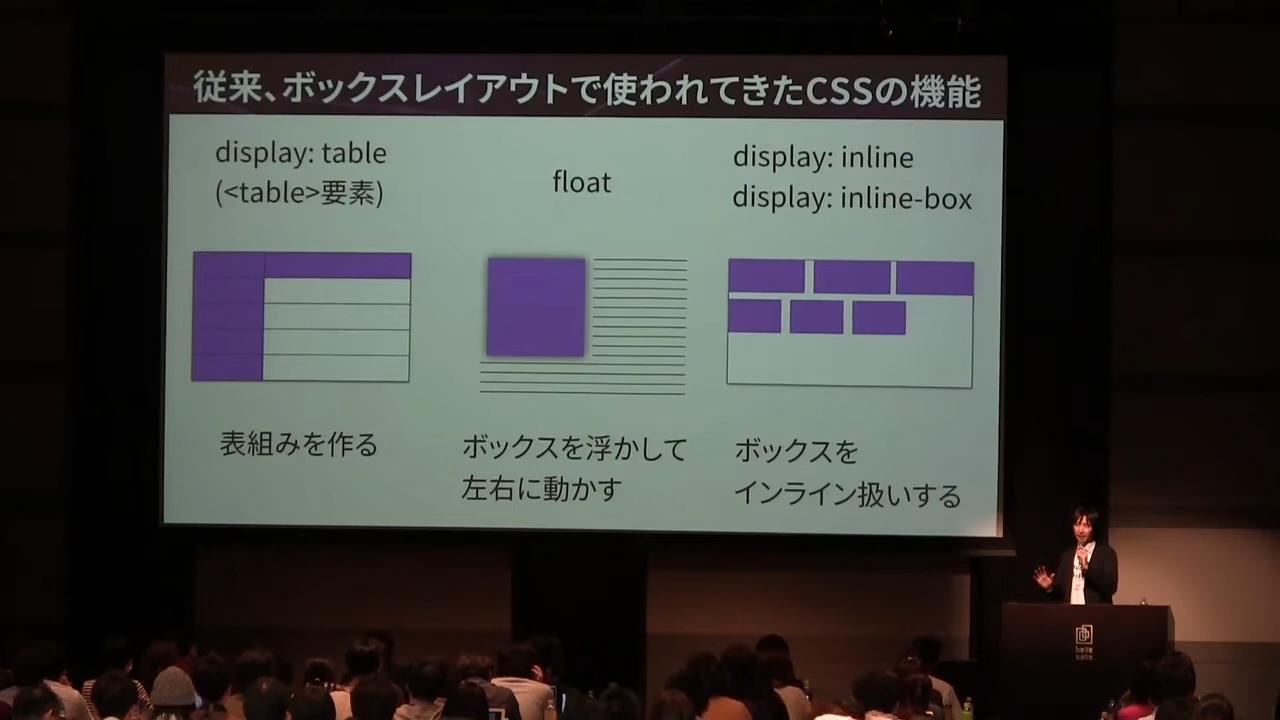 従来、ボックスレイアウトで使われてきたCSSの機能
display: table
(<table>要素)
float
display: inline
display: inline-box
表組みを作る
ボックスを浮かして
左右に動かす
ボックスを
インライン扱いする
belle
salle